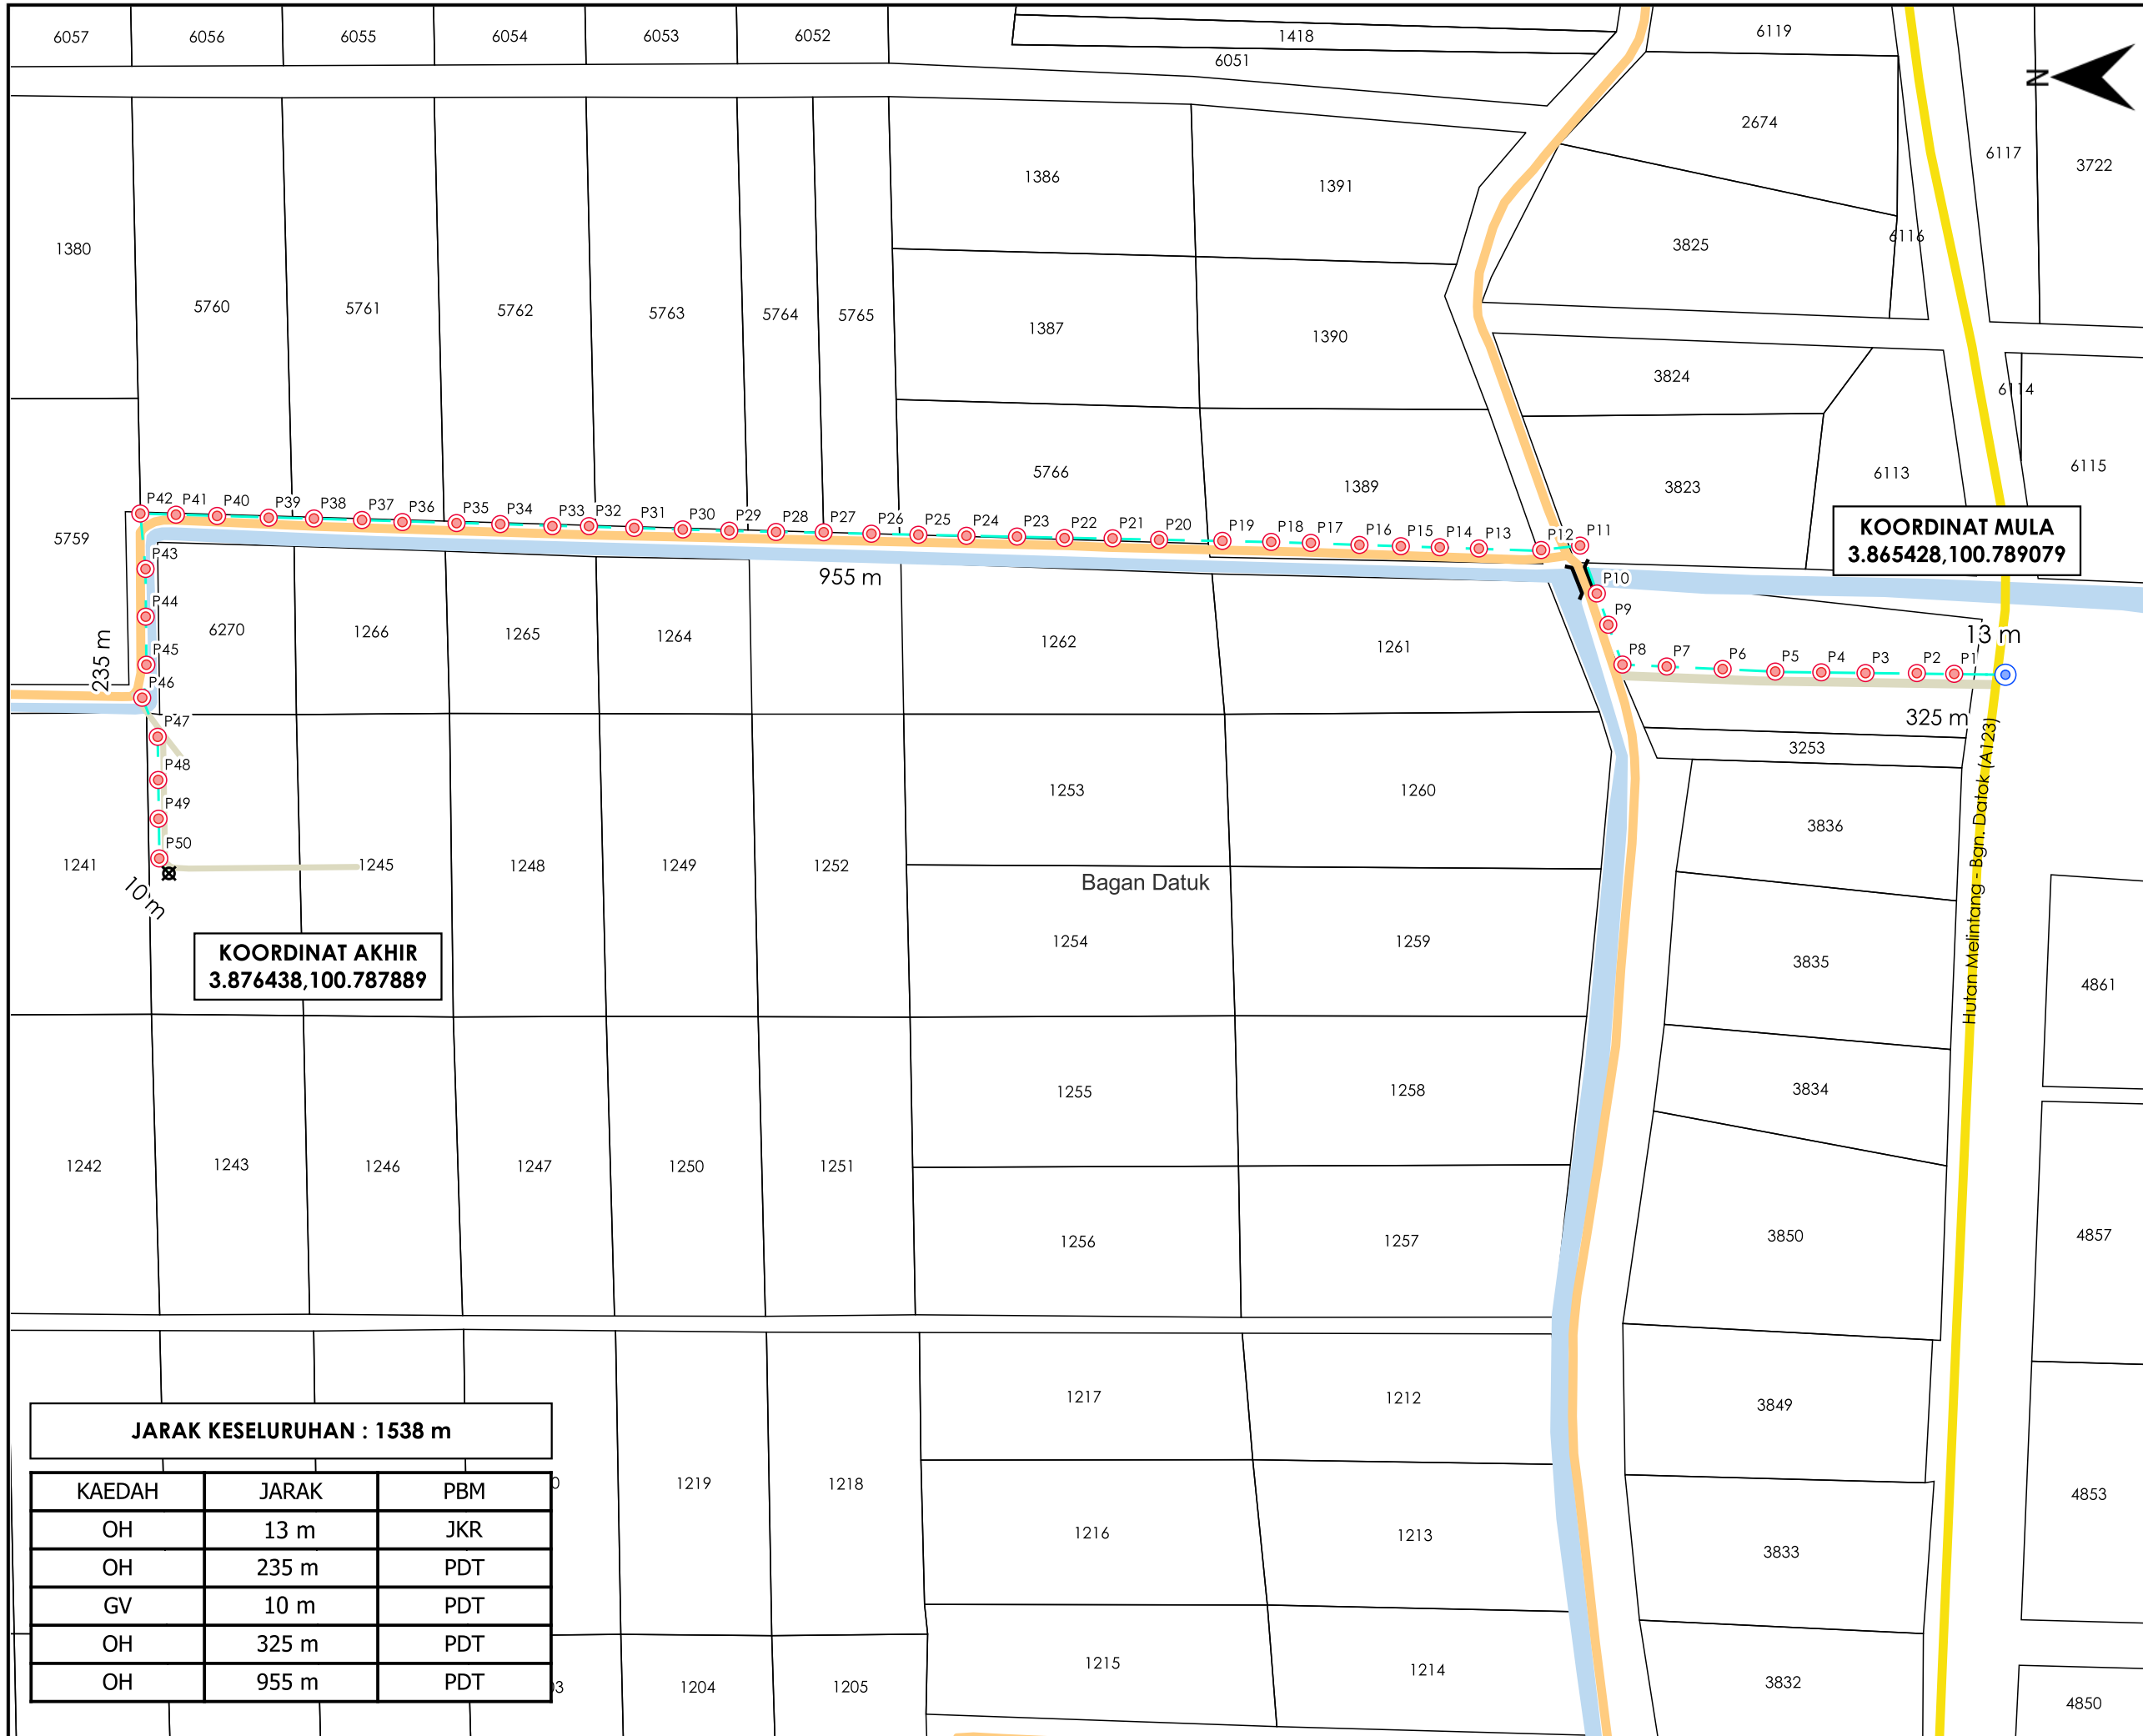 6057 6056 6055 6054 6053 6052 1418 6119
6051
N
2674
6117 3722
1386 1391
1380 3825 6116
5760 5761 5762 5763 5764 5765 1387 1390
3824 6114
5766 1389 3823 6113 6115
P42 P41 P40 P39 P38 P37 P36 P35 P34 P33 P32 P31 P30 P29 P28 P27 P26 P25 P24 P23 P22 P21 P20 P19 P18 P17 P16 P15 P14 P13 P12 P11
KOORDINAT MULA
3.865428,100.789079
5759
P43
955 m
P10
P44
P9
6270 1266 1265 1264 1262 1261
13 m
235 m
P45
P8 P7 P6 P5 P4 P3 P2 P1
P46
325 m
P47
3253
P48
1253 1260
P49
3836
P50
1241 1245 1248 1249 1252
Bagan Datuk
10 m
Hutan Melintang - Bgn. Datok (A123)
KOORDINAT AKHIR
3.876438,100.787889
1254 1259
3835
4861
1255 1258 3834
1242 1243 1246 1247 1250 1251
1256 1257 3850 4857
1217 1212 3849
JARAK KESELURUHAN : 1538 m
1219 1218 4853
KAEDAH JARAK PBM
OH 13 m JKR
OH 235 m PDT
GV 10 m PDT
OH 325 m PDT
OH 955 m PDT
1216 1213 3833
1215 1214 3832
1204 1205 4850